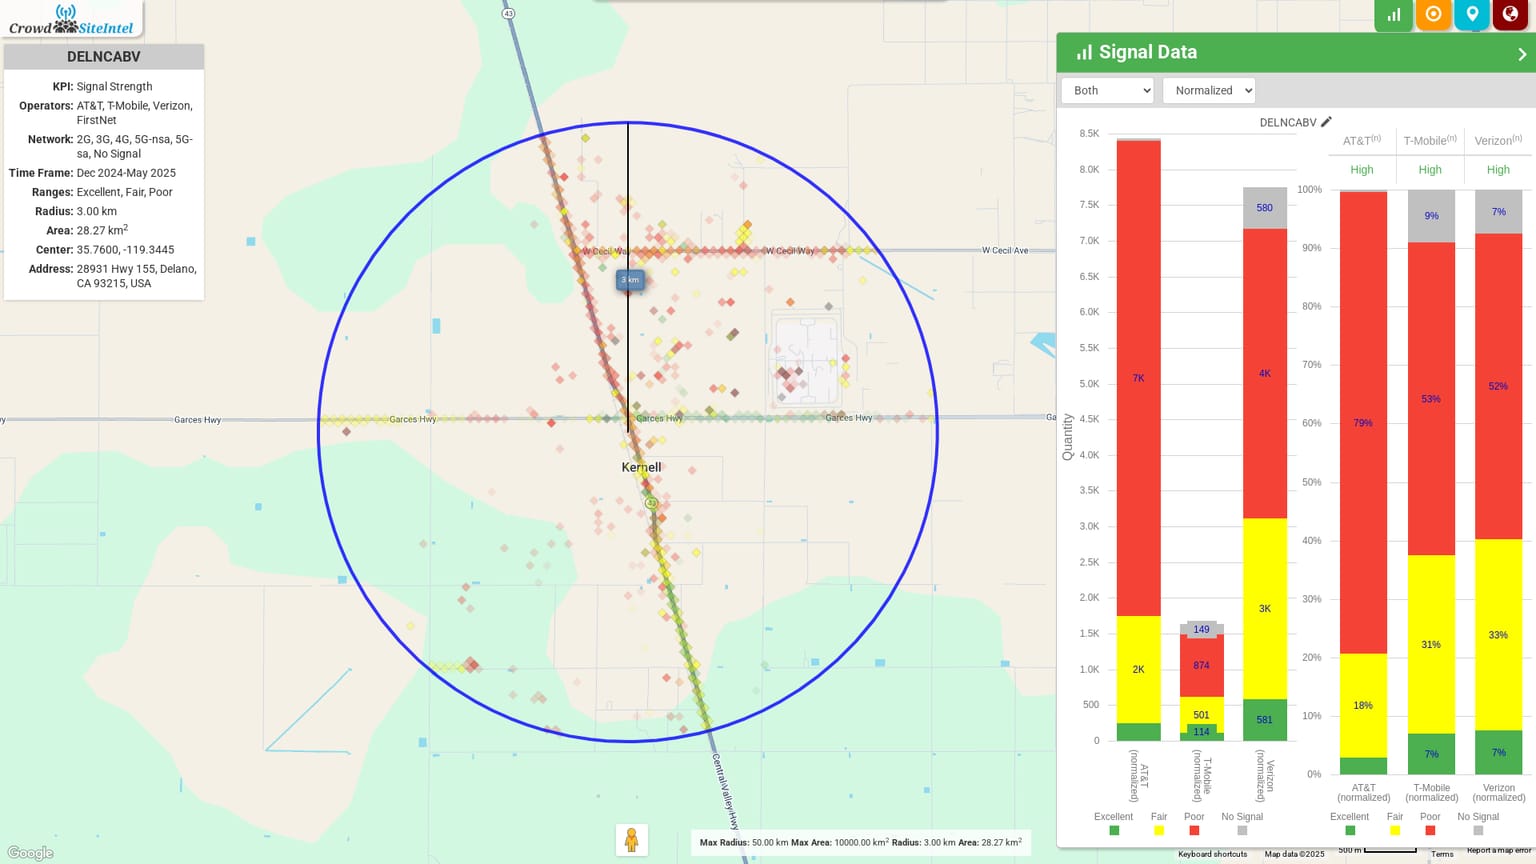 Crowd SiteIntel
DELNCABV
KPI: Signal Strength
Operators: AT&T, T-Mobile, Verizon,
FirstNet
Network: 2G, 3G, 4G, 5G-nsa, 5G-
sa, No Signal
Time Frame: Dec 2024-May 2025
Ranges: Excellent, Fair, Poor
Radius: 3.00 km
Area: 28.27 km2
Center: 35.7600, -119.3445
Address: 28931 Hwy 155, Delano,
CA 93215, USA
43
W Cecil Way
W Cecil Way
W Cecil Ave
3 km
Garces Hwy
Garces Hwy
Garces Hwy
Garces Hwy
Ga
Kernell
43
Central Valley Hwy
Google
Max Radius: 50.00 km Max Area: 10000.00 km2 Radius: 3.00 km Area: 28.27 km2
Signal Data
Both
Normalized
DELNCABV
Quantity
8.5K
8.0K
7.5K
7.0K
6.5K
6.0K
5.5K
5.0K
4.5K
4.0K
3.5K
3.0K
2.5K
2.0K
1.5K
1.0K
500
0
7K
2K
149
874
501
114
580
4K
3K
581
AT&T
(normalized)
T-Mobile
(normalized)
Verizon
(normalized)
Excellent Fair Poor No Signal
AT&T(n) T-Mobile(n) Verizon(n)
High High High
100%
90%
80%
70%
60%
50%
40%
30%
20%
10%
0%
79%
18%
9%
53%
31%
7%
7%
52%
33%
7%
AT&T
(normalized)
T-Mobile
(normalized)
Verizon
(normalized)
Excellent Fair Poor No Signal
Keyboard shortcuts Map data ©2025 500 m Terms Report a map error